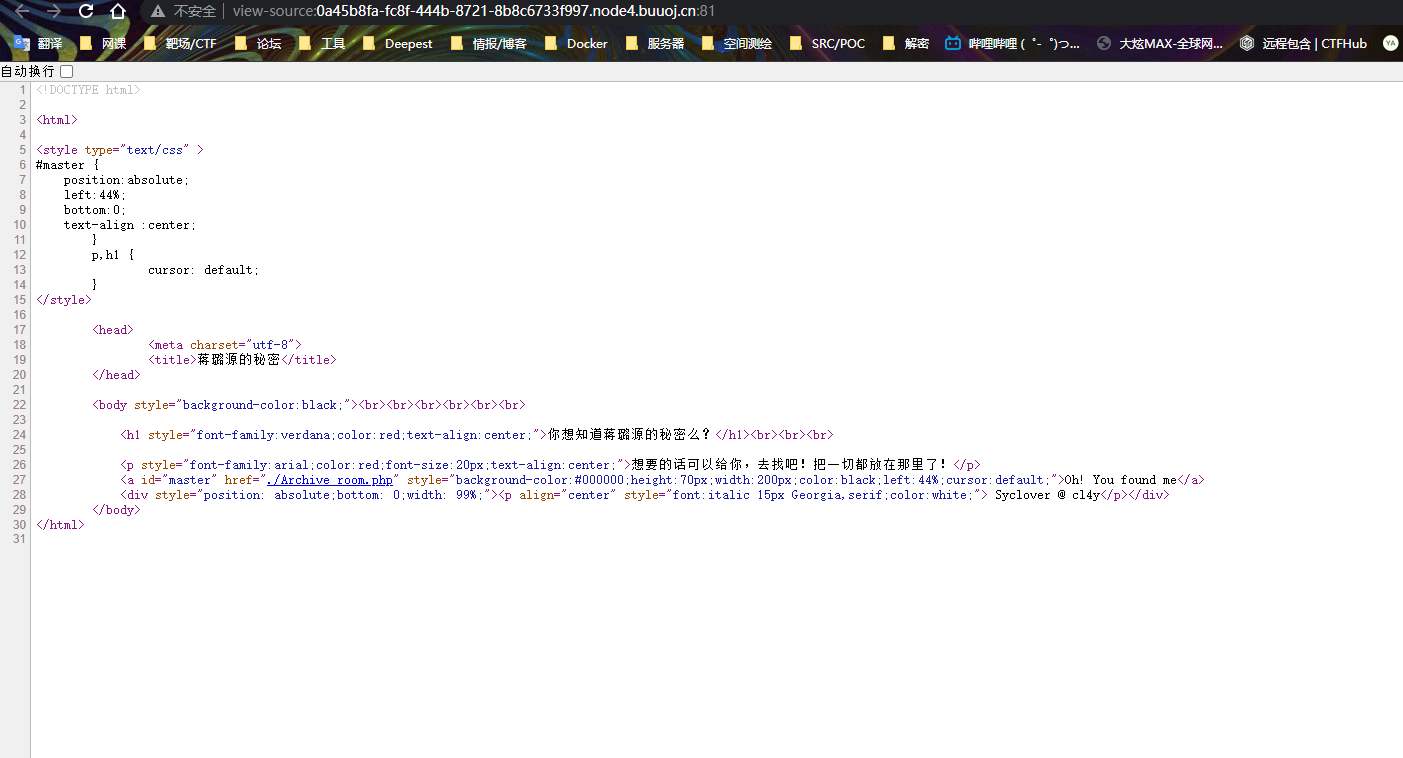 不安全 view-source:0a45b8fa-fc8f-444b-8721-8b8c6733f997.node4.buuoj.cn:81
翻译 网课 靶场/CTF 论坛 工具 Deepest 情报/博客 Docker 服务器 空间测绘 SRC/POC 解密 哔哩哔哩 (゜-゜)つ... 大炫MAX-全球网... 远程包含 | CTFHub YA
自动换行
1 <!DOCTYPE html>
2
3 <html>
4
5 <style type="text/css" >
6 #master {
7 position:absolute;
8 left:44%;
9 bottom:0;
10 text-align :center;
11 }
12 p,h1 {
13 cursor: default;
14 }
15 </style>
16
17 <head>
18 <meta charset="utf-8">
19 <title>蒋璐源的秘密</title>
20 </head>
21
22 <body style="background-color:black;"><br><br><br><br><br><br>
23
24 <h1 style="font-family:verdana;color:red;text-align:center;">你想知道蒋璐源的秘密么？</h1><br><br><br>
25
26 <p style="font-family:arial;color:red;font-size:20px;text-align:center;">想要的话可以给你，去找吧！把一切都放在那里了！</p>
27 <a id="master" href="./Archive_room.php" style="background-color:#000000;height:70px;width:200px;color:black;left:44%;cursor:default;">Oh! You found me</a>
28 <div style="position: absolute;bottom: 0;width: 99%;"><p align="center" style="font:italic 15px Georgia,serif;color:white;"> Syclover @ cl4y</p></div>
29 </body>
30 </html>
31